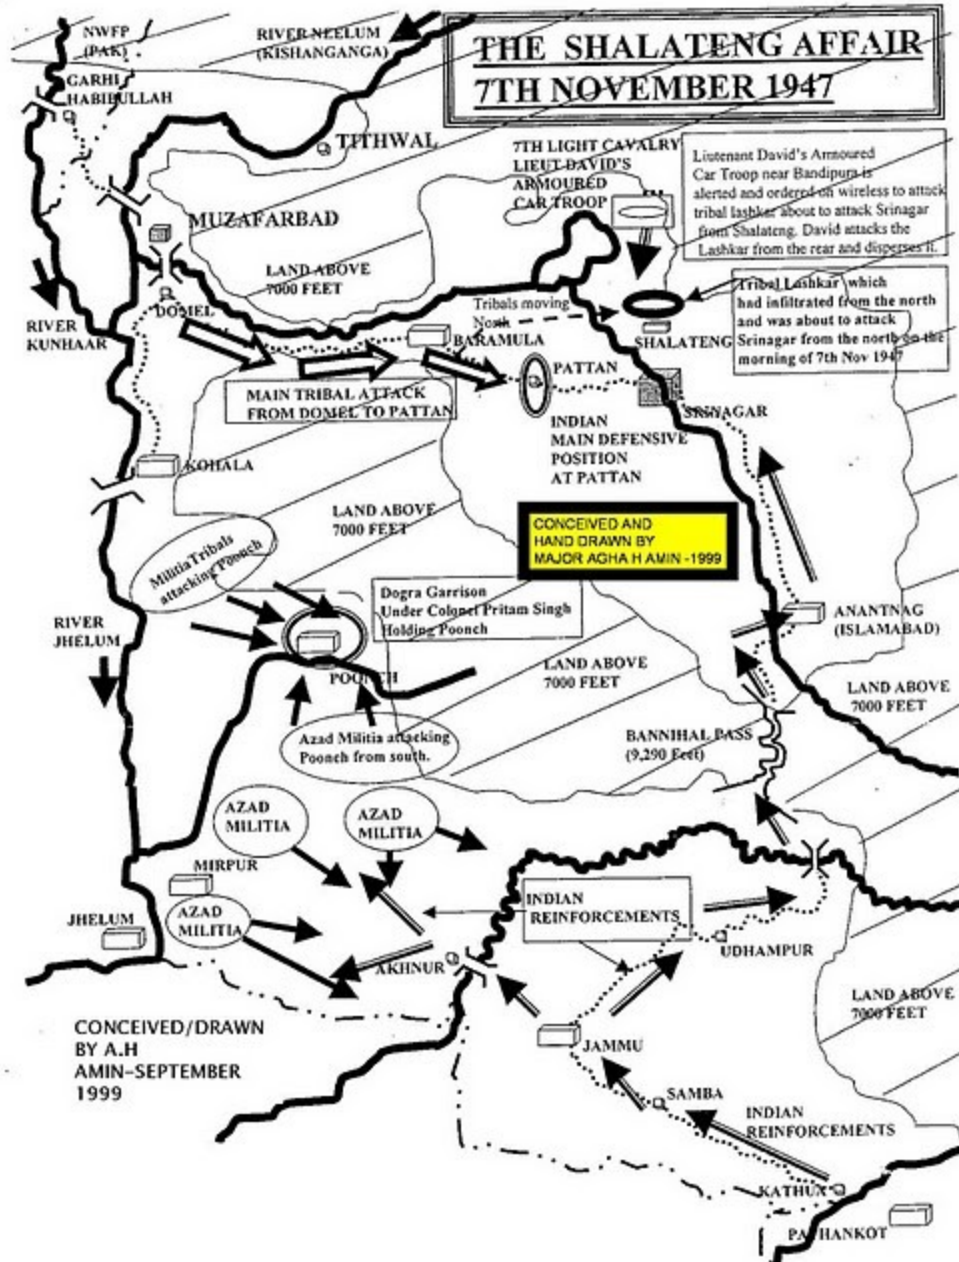 THE SHALATENG AFFAIR
7TH NOVEMBER 1947
NWFP
(PAK)
RIVER NEELUM
(KISHANGANGA)
GARHI
HABIBULLAH
TITHWAL
7TH LIGHT CAVALRY
LIEUT DAVID'S
ARMOURED
CAR TROOP
Liutenant David's Armoured
Car Troop near Bandipura is
alerted and ordered on wireless to attack
tribal lashkar about to attack Srinagar
from Shalateng. David attacks the
Lashkar from the rear and disperses it.
MUZAFARBAD
LAND ABOVE
7000 FEET
Tribal Lashkar which
had infiltrated from the north
and was about to attack
Srinagar from the north on the
morning of 7th Nov 1947
DOMEL
Tribals moving
North
RIVER
KUNHAAR
BARAMULA
SHALATENG
PATTAN
MAIN TRIBAL ATTACK
FROM DOMEL TO PATTAN
SRINAGAR
INDIAN
MAIN DEFENSIVE
POSITION
AT PATTAN
KOHALA
LAND ABOVE
7000 FEET
CONCEIVED AND
HAND DRAWN BY
MAJOR AGHA H AMIN -1999
Militia Tribals
attacking Poonch
Dogra Garrison
Under Colonel Pritam Singh
Holding Poonch
RIVER
JHELUM
ANANTNAG
(ISLAMABAD)
POONCH
LAND ABOVE
7000 FEET
LAND ABOVE
7000 FEET
Azad Militia attacking
Poonch from south.
BANNIHAL PASS
(9,290 Feet)
AZAD
MILITIA
AZAD
MILITIA
MIRPUR
JHELUM
AZAD
MILITIA
INDIAN
REINFORCEMENTS
UDHAMPUR
AKHNUR
LAND ABOVE
7000 FEET
CONCEIVED/DRAWN
BY A.H
AMIN-SEPTEMBER
1999
JAMMU
SAMBA
INDIAN
REINFORCEMENTS
KATHUA
PATHANKOT